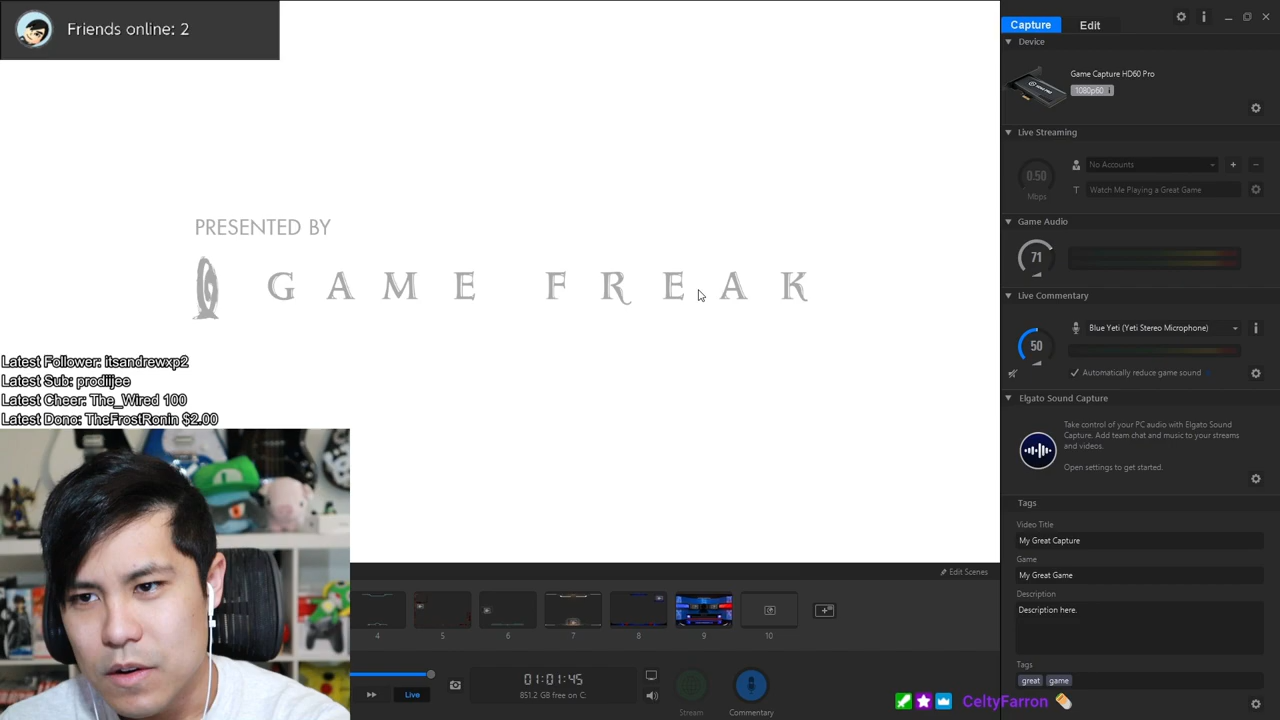 Friends online: 2
PRESENTED BY
GAME FREAK
Latest Follower: itsandrewxp2
Latest Sub: prodiijee
Latest Cheer: The_Wired 100
Latest Dono: TheFrostRonin $2.00
Edit Scenes
4 5 6 7 8 9 10
Live
01:01:45
851.2 GB free on C:
Stream
Commentary
CeltyFarron
Capture Edit
Device
Game Capture HD60 Pro
1080p60
Live Streaming
0.50
Mbps
No Accounts
Watch Me Playing a Great Game
Game Audio
71
Live Commentary
50
Blue Yeti (Yeti Stereo Microphone)
Automatically reduce game sound
Elgato Sound Capture
Take control of your PC audio with Elgato Sound
Capture. Add team chat and music to your streams
and videos.
Open settings to get started.
Tags
Video Title
My Great Capture
Game
My Great Game
Description
Description here.
Tags
great game